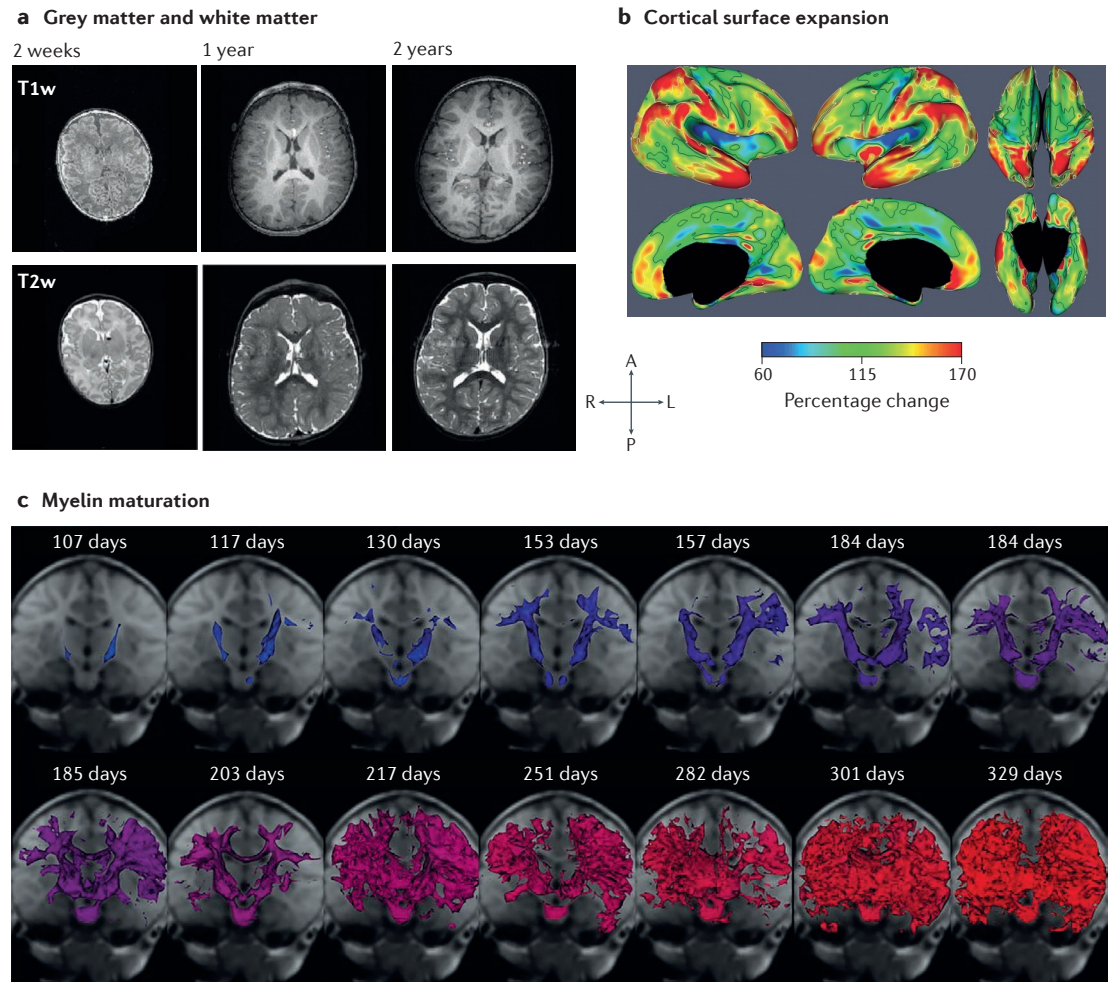 a Grey matter and white matter
2 weeks 1 year 2 years
T1w
T2w
b Cortical surface expansion
60 115 170
Percentage change
A
R L
P
c Myelin maturation
107 days 117 days 130 days 153 days 157 days 184 days 184 days
185 days 203 days 217 days 251 days 282 days 301 days 329 days